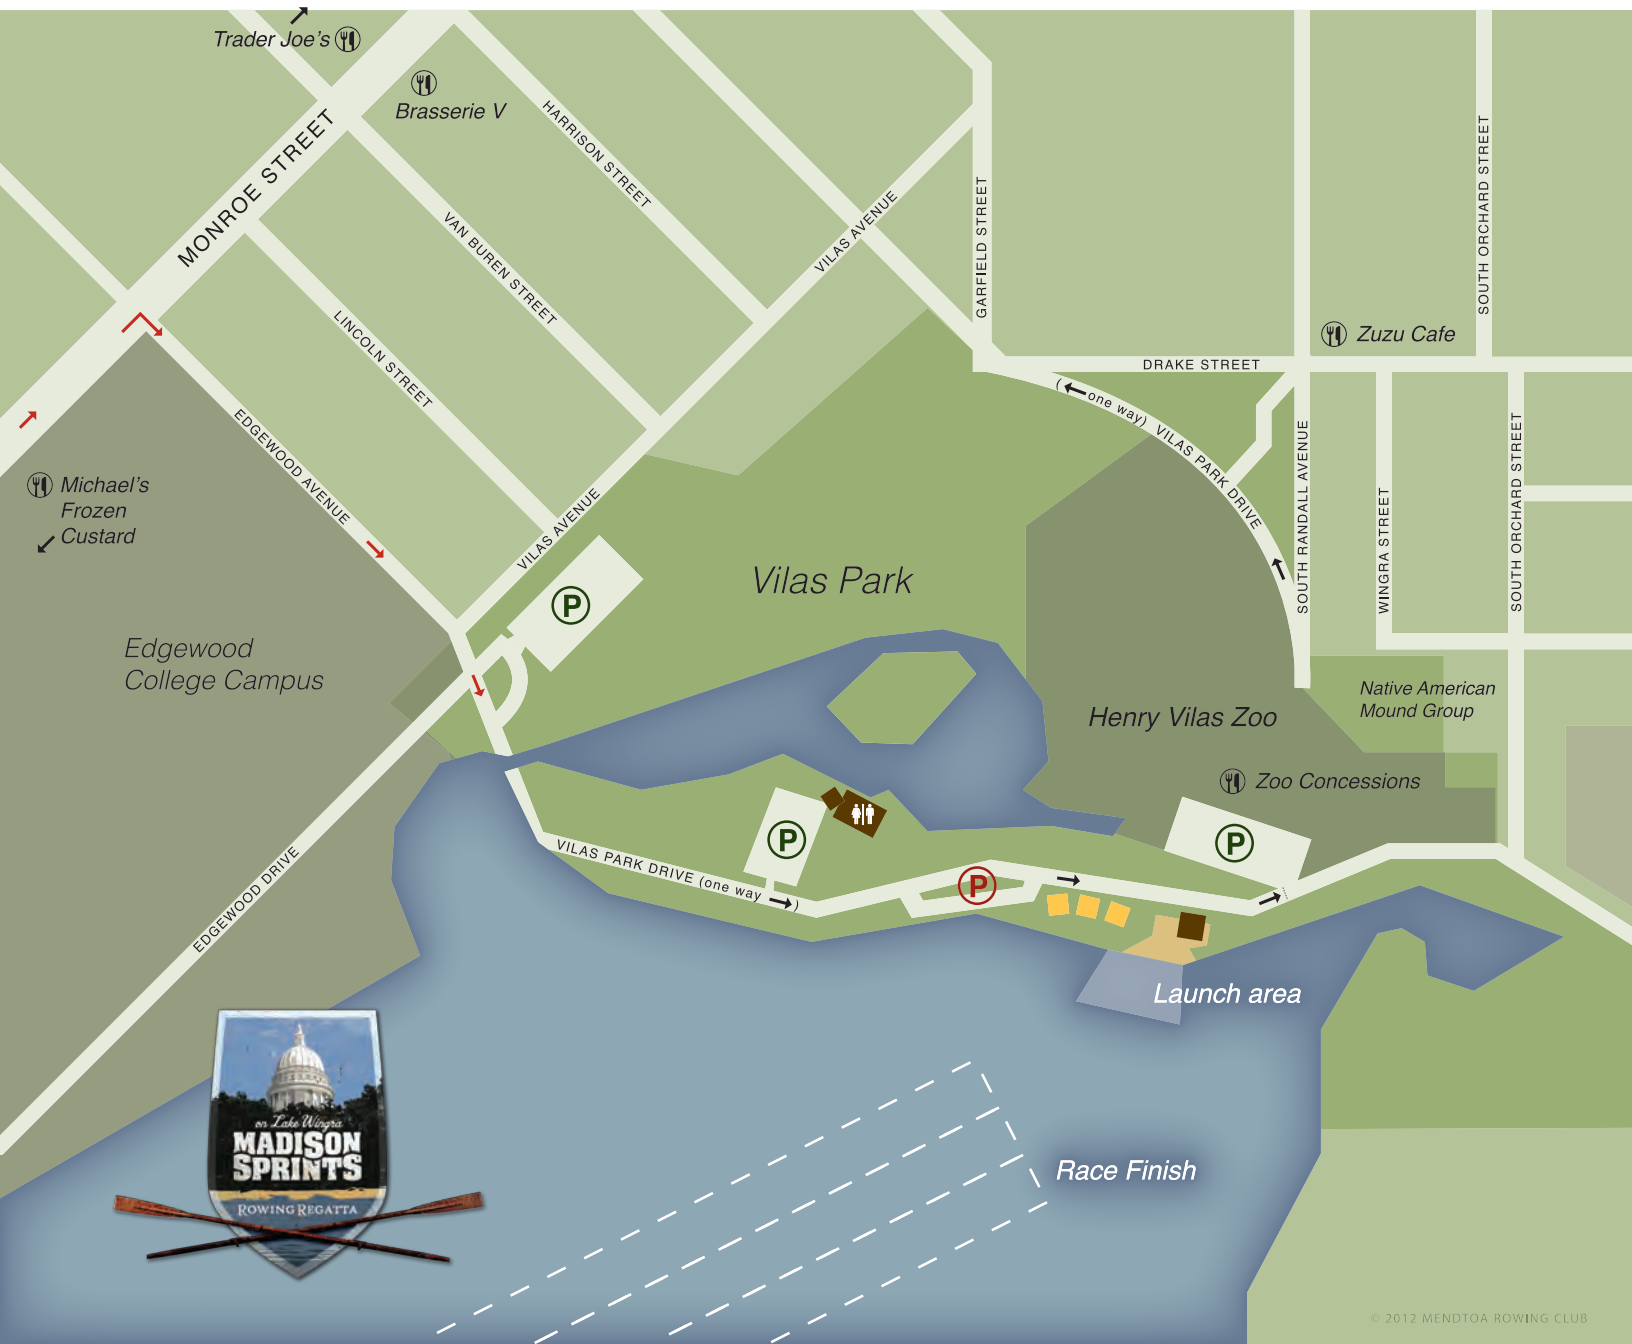 Trader Joe's
Brasserie V
MONROE STREET
HARRISON STREET
VAN BUREN STREET
LINCOLN STREET
VILAS AVENUE
GARFIELD STREET
SOUTH ORCHARD STREET
Zuzu Cafe
DRAKE STREET
(one way) VILAS PARK DRIVE
SOUTH RANDALL AVENUE
WINGRA STREET
SOUTH ORCHARD STREET
EDGEWOOD AVENUE
Michael's
Frozen
Custard
VILAS AVENUE
P
Vilas Park
Edgewood
College Campus
Native American
Mound Group
Henry Vilas Zoo
Zoo Concessions
P
P
VILAS PARK DRIVE (one way )
P
EDGEWOOD DRIVE
Launch area
on Lake Wingra
MADISON
SPRINTS
ROWING REGATTA
Race Finish
© 2012 MENDTOA ROWING CLUB